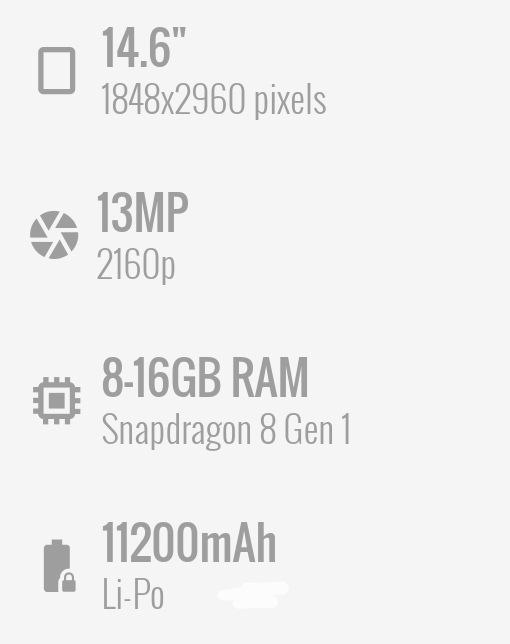 14.6"
1848x2960 pixels
13MP
2160p
8-16GB RAM
Snapdragon 8 Gen 1
11200mAh
Li-Po